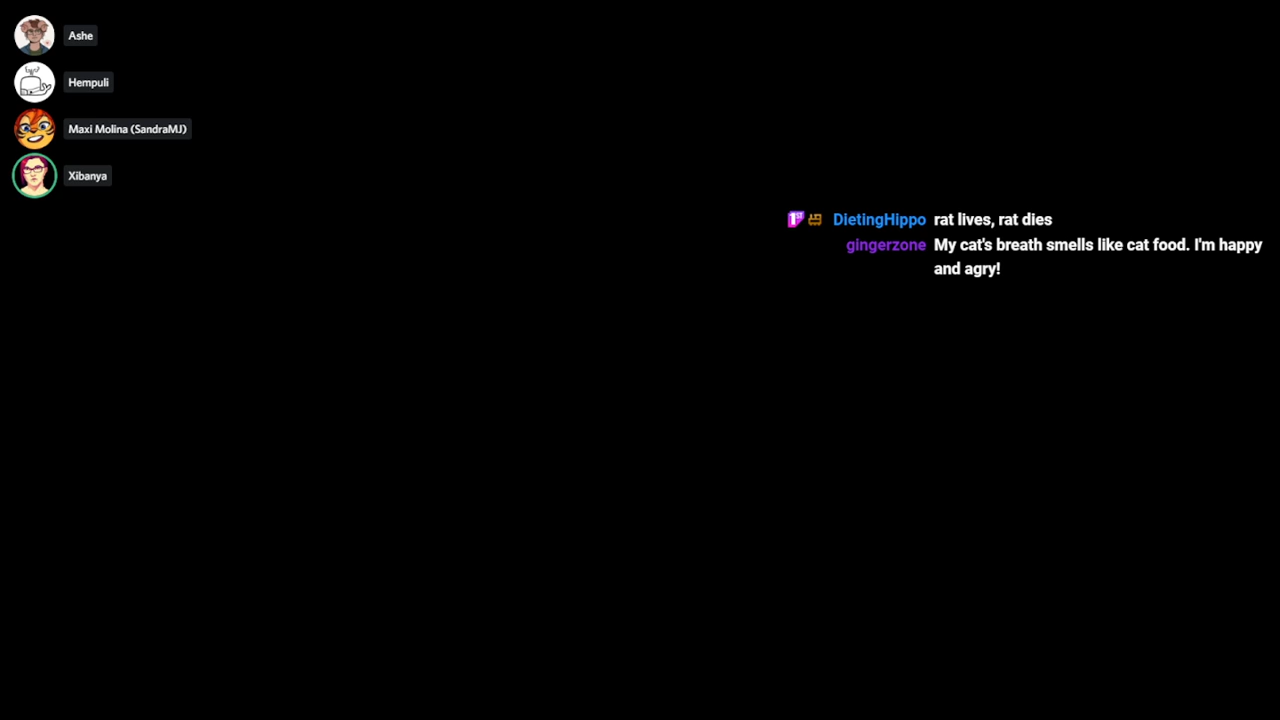 Ashe
Hempuli
Maxi Molina (SandraMJ)
Xibanya
1ST DietingHippo rat lives, rat dies
gingerzone My cat's breath smells like cat food. I'm happy
and agry!